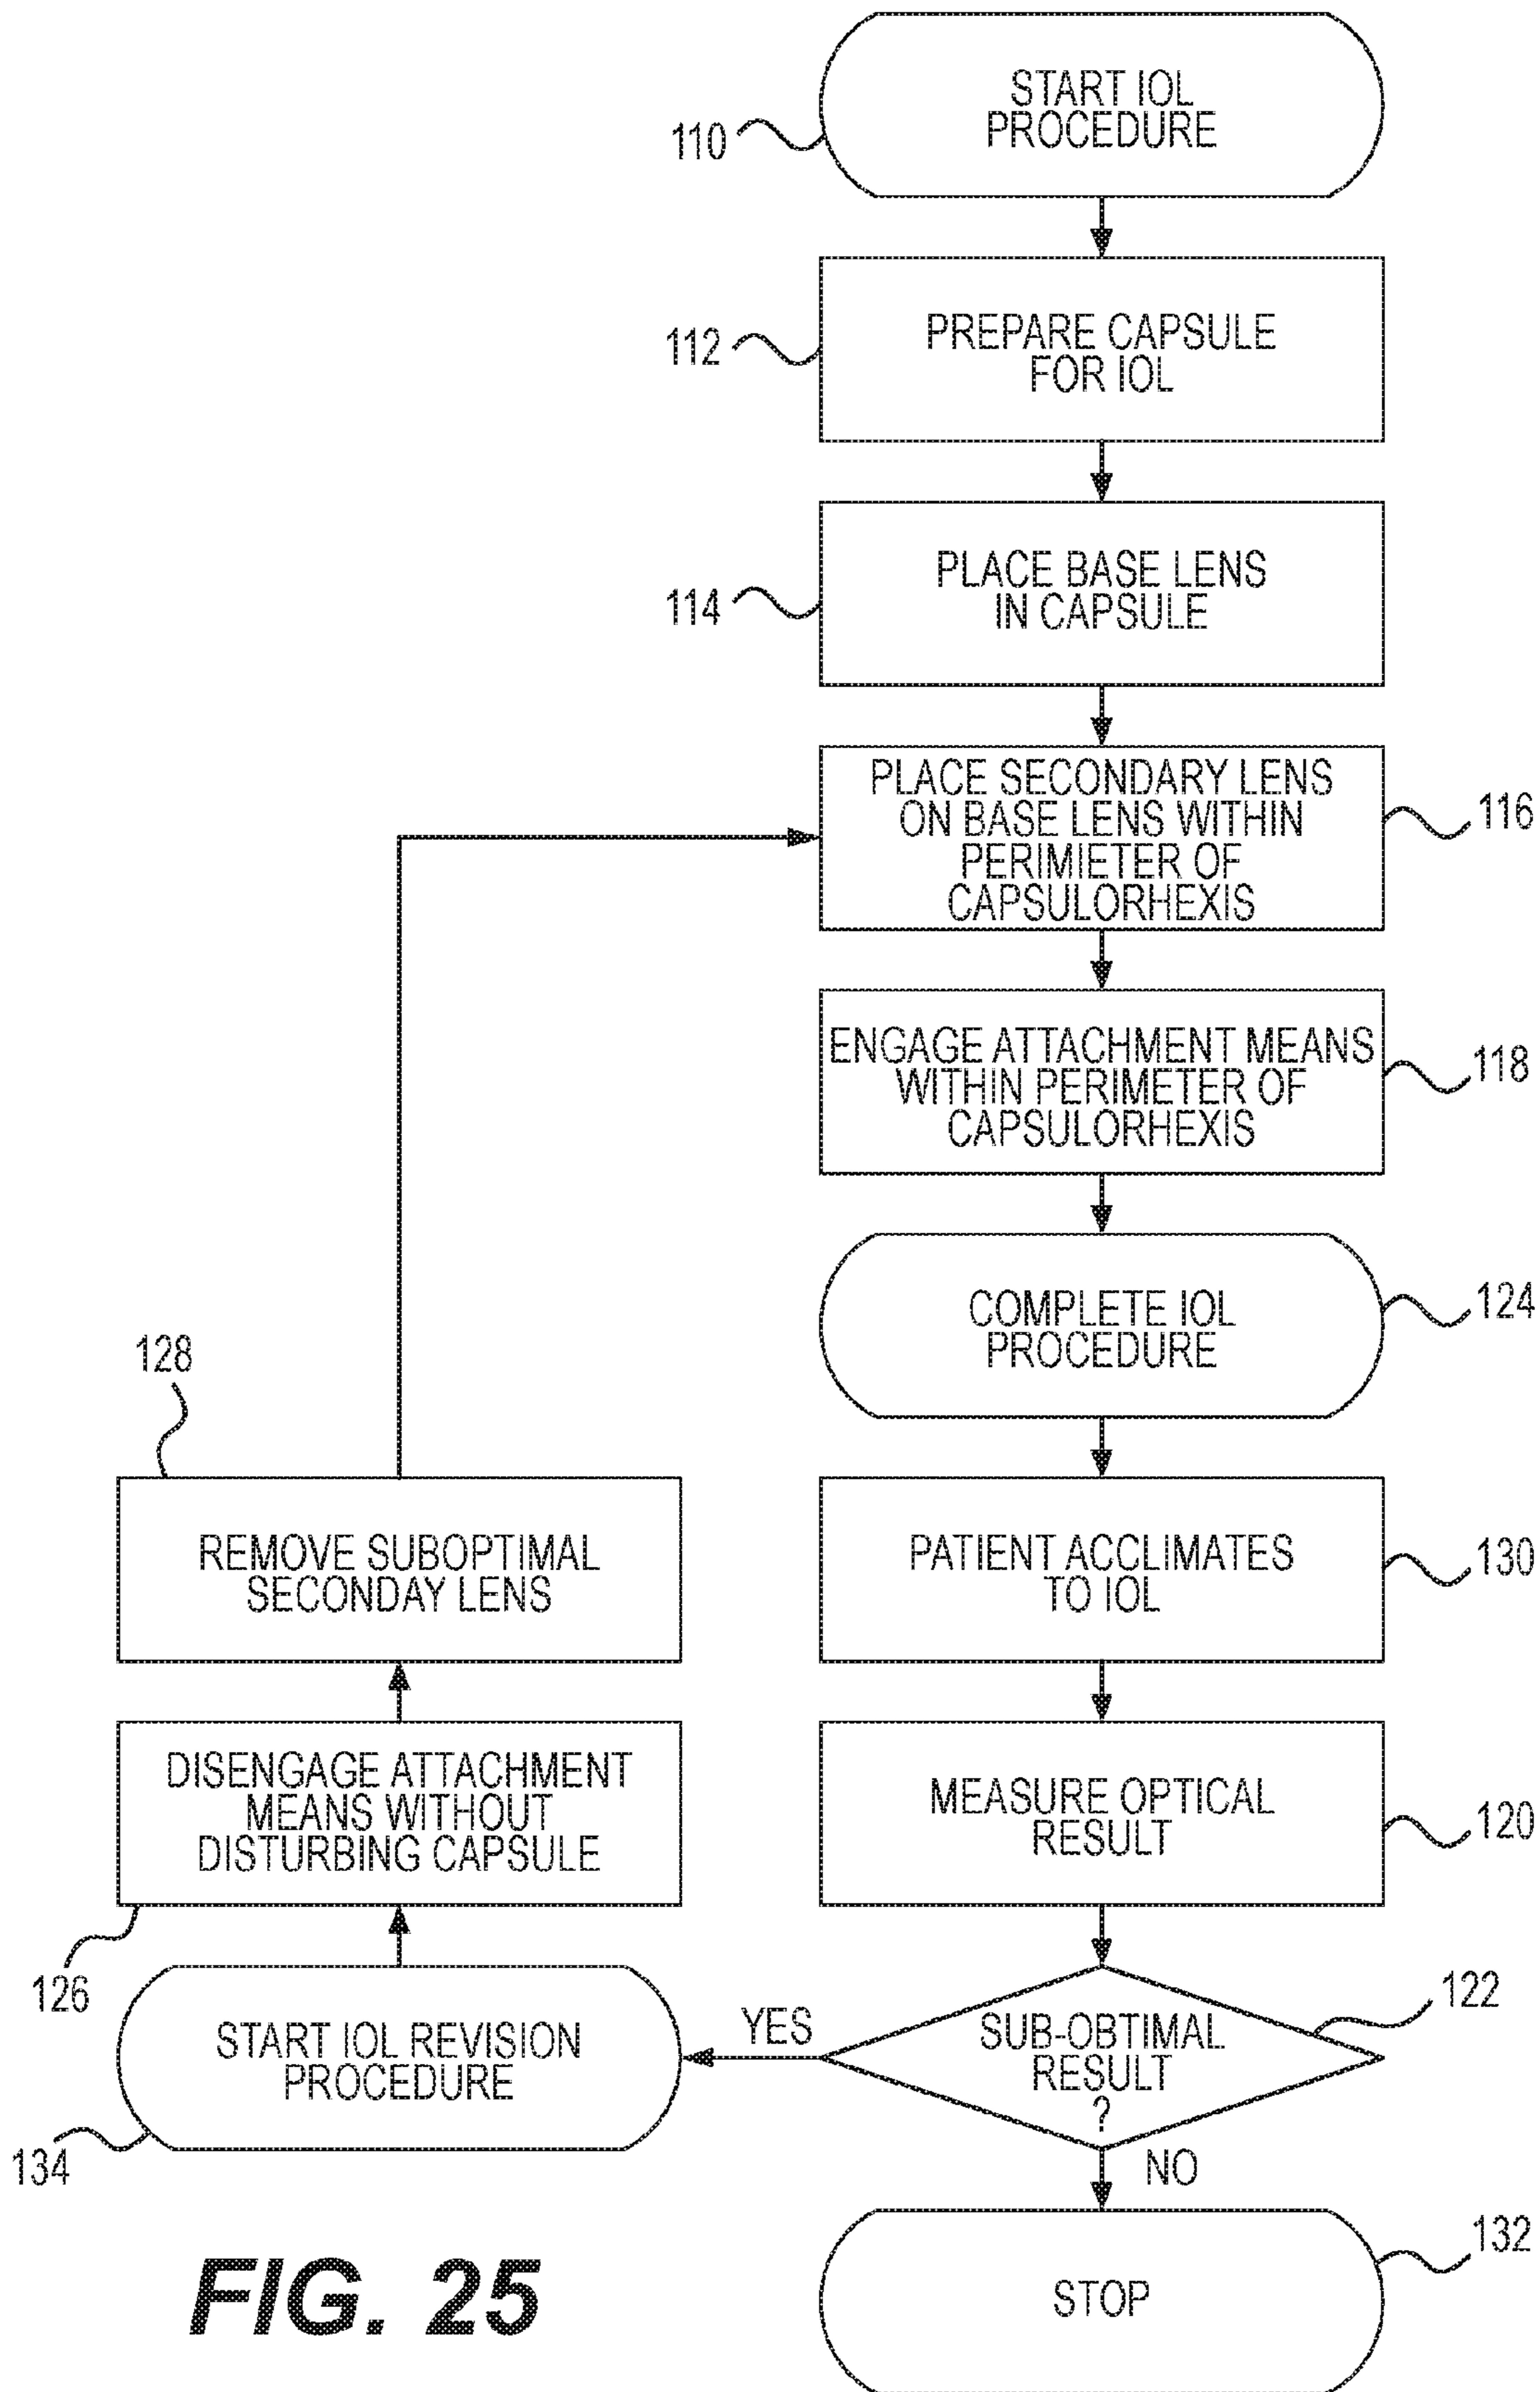 START IOL
PROCEDURE
110
PREPARE CAPSULE
FOR IOL
112
PLACE BASE LENS
IN CAPSULE
114
PLACE SECONDARY LENS
ON BASE LENS WITHIN
PERIMIETER OF
CAPSULORHEXIS
116
ENGAGE ATTACHMENT MEANS
WITHIN PERIMETER OF
CAPSULORHEXIS
118
COMPLETE IOL
PROCEDURE
124
PATIENT ACCLIMATES
TO IOL
130
MEASURE OPTICAL
RESULT
120
SUB-OBTIMAL
RESULT
?
122
YES
NO
START IOL REVISION
PROCEDURE
134
DISENGAGE ATTACHMENT
MEANS WITHOUT
DISTURBING CAPSULE
126
REMOVE SUBOPTIMAL
SECONDAY LENS
128
STOP
132
FIG. 25